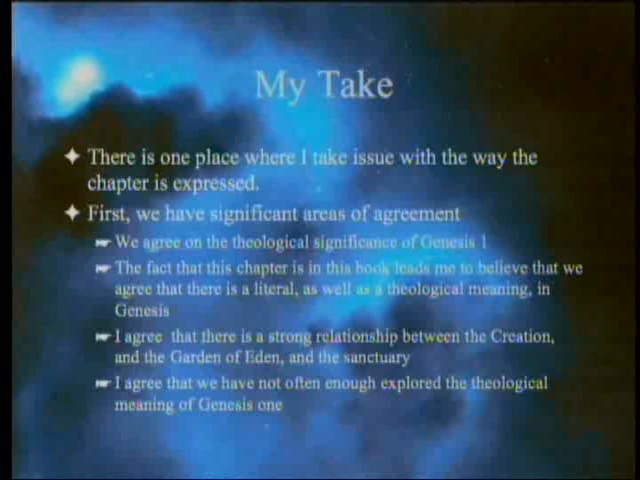 My Take
There is one place where I take issue with the way the
chapter is expressed.
First, we have significant areas of agreement
We agree on the theological significance of Genesis 1
The fact that this chapter is in this book leads me to believe that we
agree that there is a literal, as well as a theological meaning, in
Genesis
I agree that there is a strong relationship between the Creation,
and the Garden of Eden, and the sanctuary
I agree that we have not often enough explored the theological
meaning of Genesis one